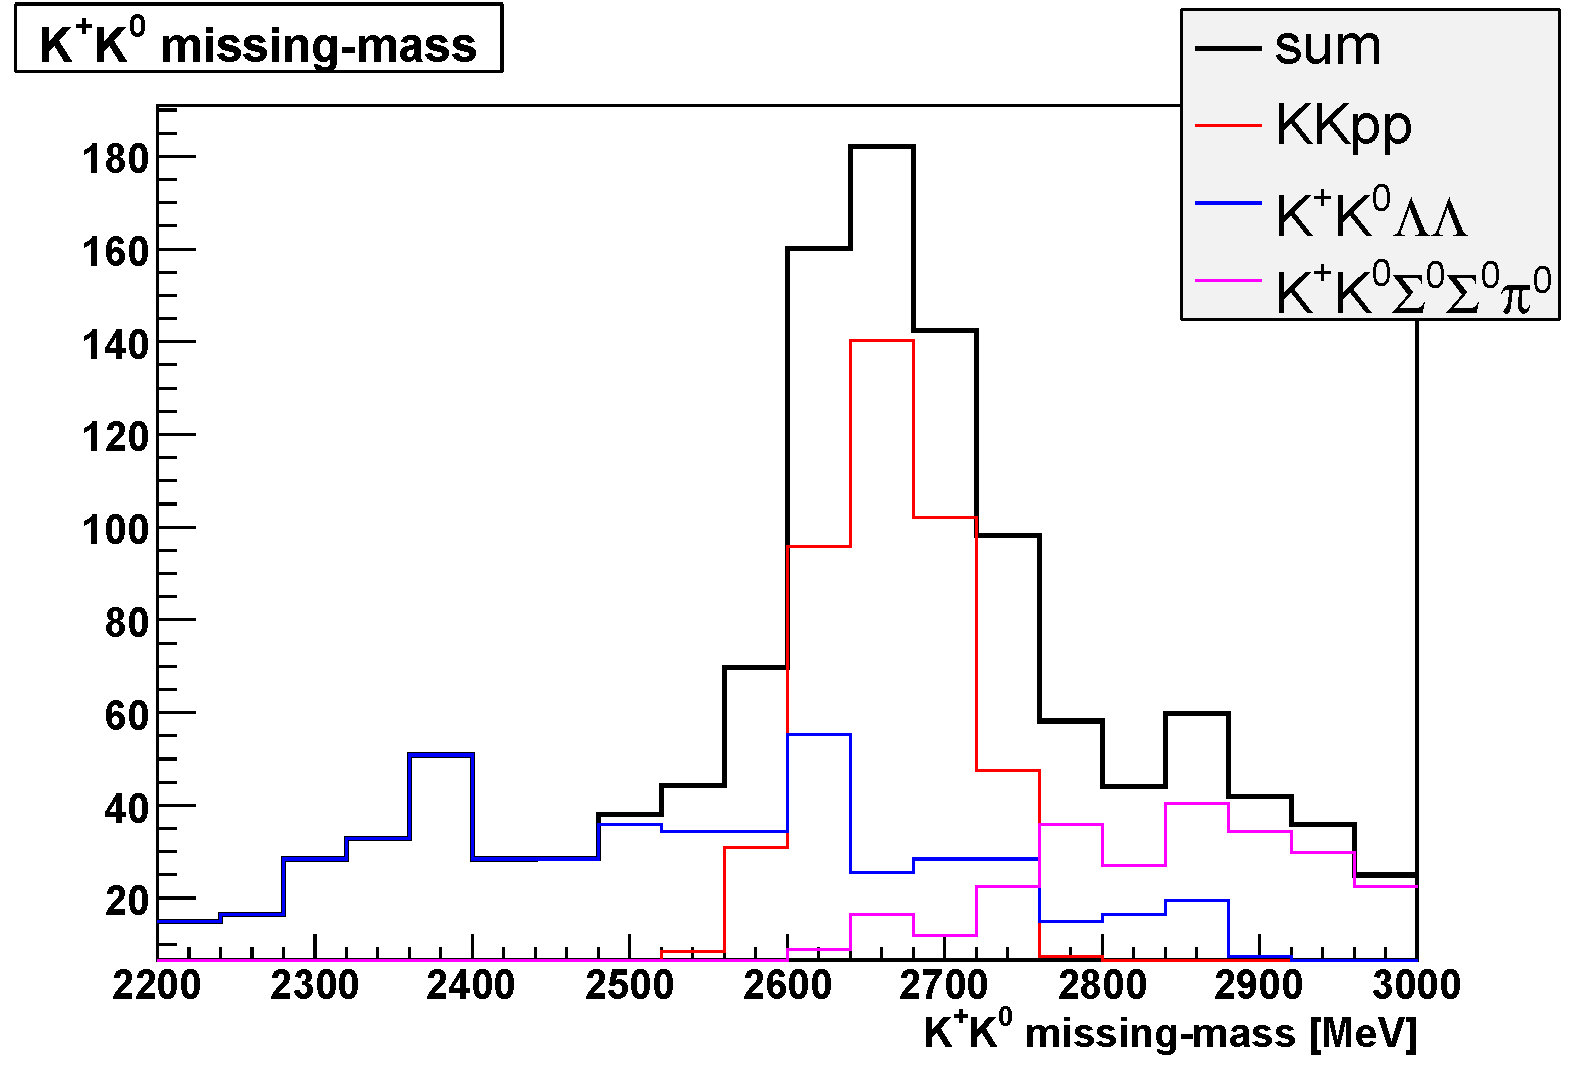 K⁺K⁰ missing-mass
sum
KKpp
K⁺K⁰ΛΛ
K⁺K⁰Σ⁰Σ⁰π⁰
180
160
140
120
100
80
60
40
20
2200 2300 2400 2500 2600 2700 2800 2900 3000
K⁺K⁰ missing-mass [MeV]